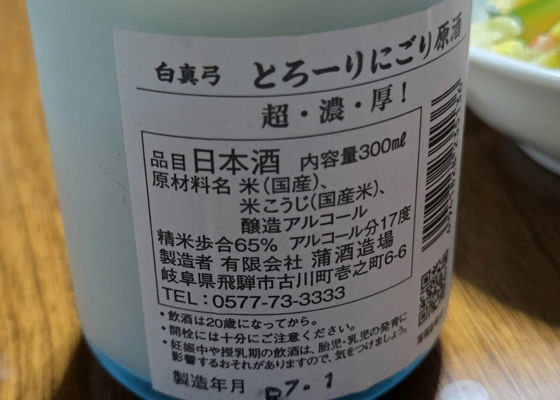 白真弓 とろーりにごり原酒
超・濃・厚!
品目 日本酒 内容量300mℓ
原材料名 米(国産)、
米こうじ(国産米)、
醸造アルコール
精米歩合65% アルコール分17度
製造者 有限会社 蒲酒造場
岐阜県飛騨市古川町壱之町6-6
TEL:0577-73-3333
・飲酒は20歳になってから。
・開栓には十分にご注意ください。
・妊娠中や授乳期の飲酒は、胎児・乳児の発育に
影響するおそれがありますので、気をつけましょう。
製造年月 R7.1